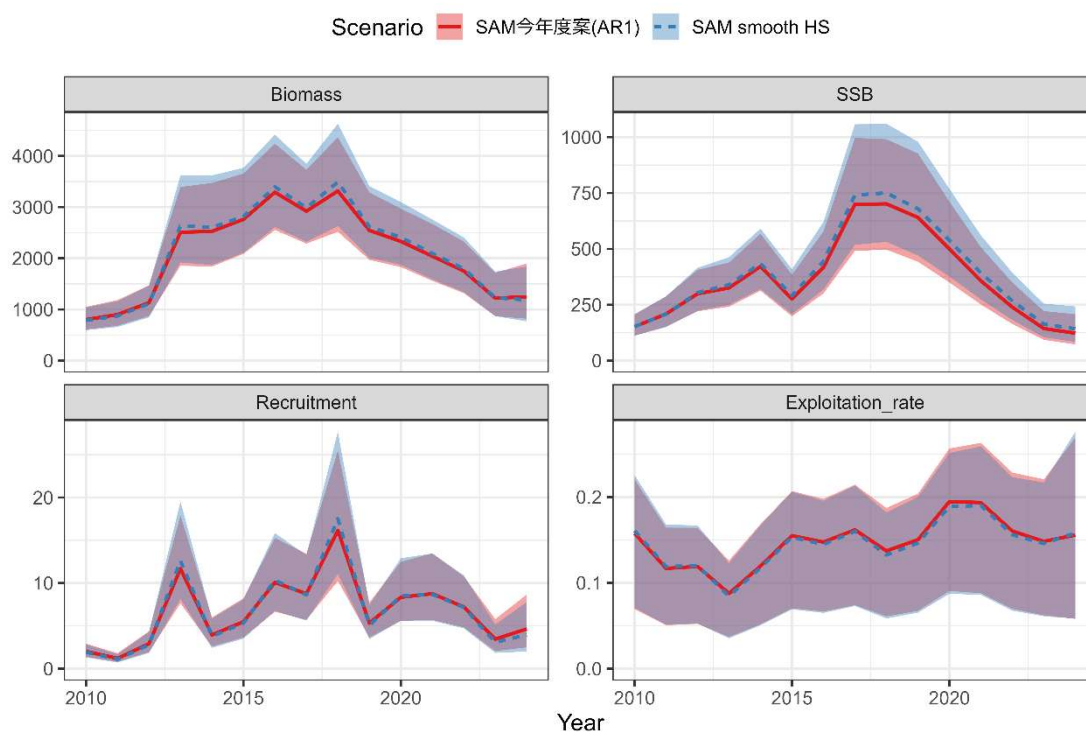 Scenario SAM今年度案(AR1) SAM smooth HS
Biomass
SSB
4000
3000
2000
1000
0
1000
750
500
250
0
Recruitment
Exploitation_rate
20
10
0
0.2
0.1
0.0
2010 2015 2020
2010 2015 2020
Year